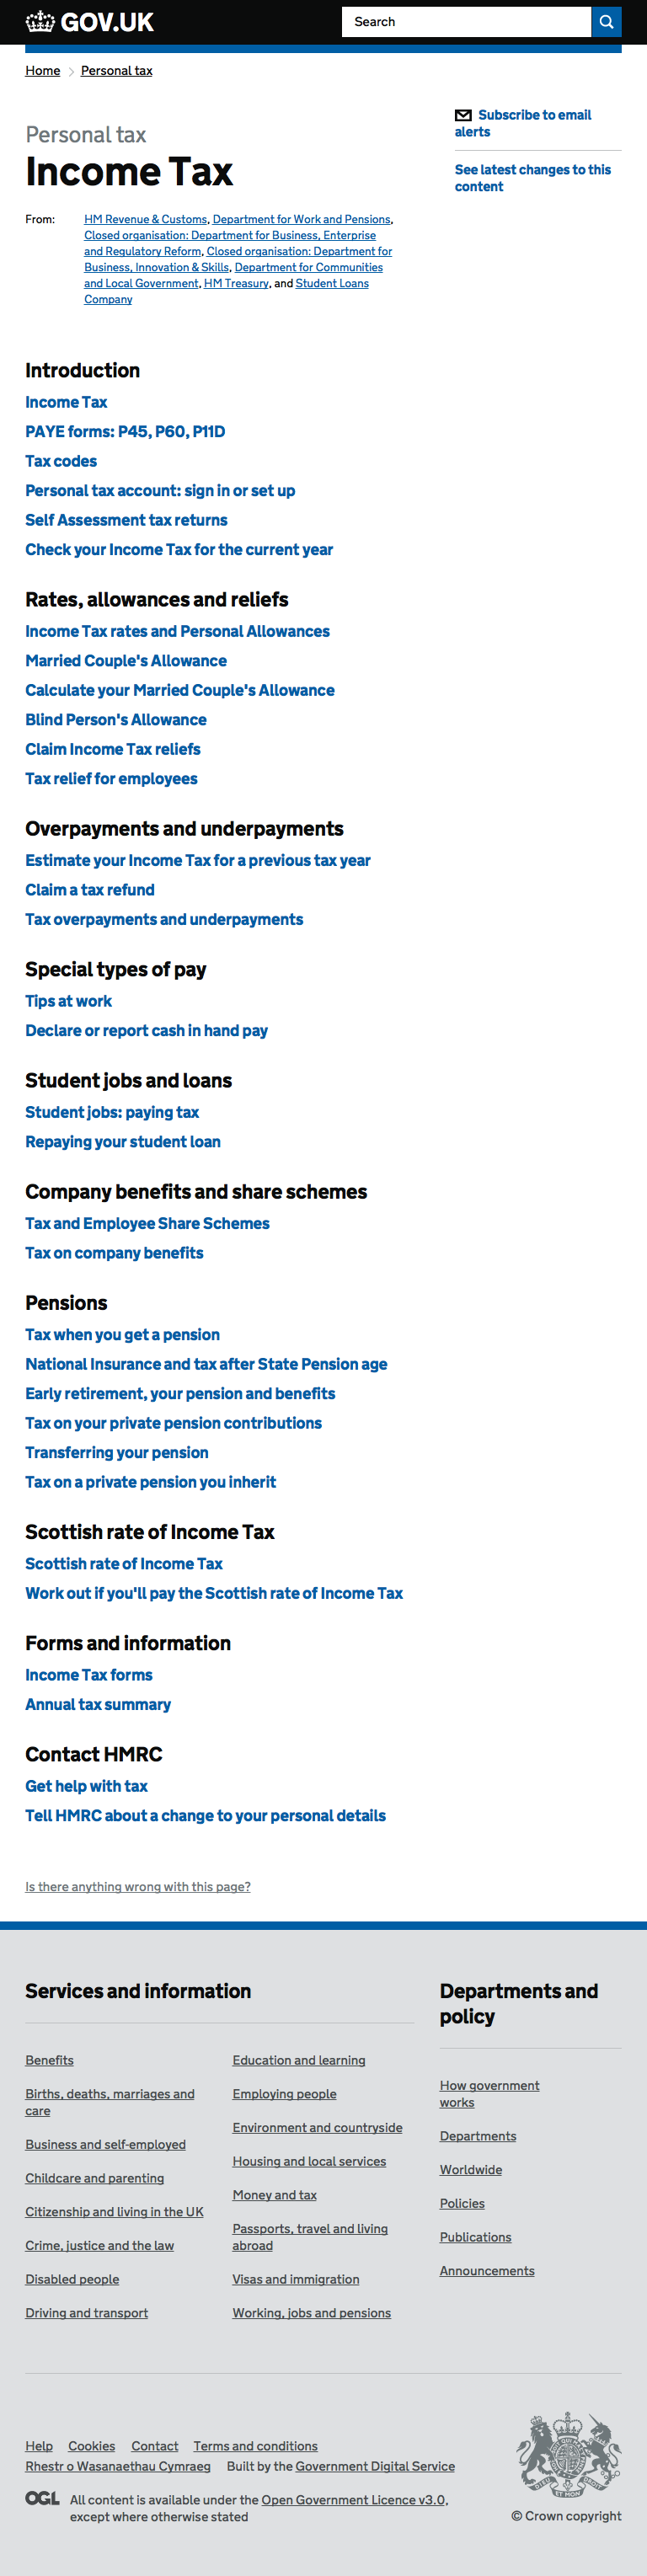 GOV.UK
Search
Home
Personal tax
Subscribe to email
alerts
See latest changes to this
content
Personal tax
Income Tax
From:
HM Revenue & Customs, Department for Work and Pensions,
Closed organisation: Department for Business, Enterprise
and Regulatory Reform, Closed organisation: Department for
Business, Innovation & Skills, Department for Communities
and Local Government, HM Treasury, and Student Loans
Company
Introduction
Income Tax
PAYE forms: P45, P60, P11D
Tax codes
Personal tax account: sign in or set up
Self Assessment tax returns
Check your Income Tax for the current year
Rates, allowances and reliefs
Income Tax rates and Personal Allowances
Married Couple's Allowance
Calculate your Married Couple's Allowance
Blind Person's Allowance
Claim Income Tax reliefs
Tax relief for employees
Overpayments and underpayments
Estimate your Income Tax for a previous tax year
Claim a tax refund
Tax overpayments and underpayments
Special types of pay
Tips at work
Declare or report cash in hand pay
Student jobs and loans
Student jobs: paying tax
Repaying your student loan
Company benefits and share schemes
Tax and Employee Share Schemes
Tax on company benefits
Pensions
Tax when you get a pension
National Insurance and tax after State Pension age
Early retirement, your pension and benefits
Tax on your private pension contributions
Transferring your pension
Tax on a private pension you inherit
Scottish rate of Income Tax
Scottish rate of Income Tax
Work out if you'll pay the Scottish rate of Income Tax
Forms and information
Income Tax forms
Annual tax summary
Contact HMRC
Get help with tax
Tell HMRC about a change to your personal details
Is there anything wrong with this page?
Services and information
Benefits
Births, deaths, marriages and
care
Business and self-employed
Childcare and parenting
Citizenship and living in the UK
Crime, justice and the law
Disabled people
Driving and transport
Education and learning
Employing people
Environment and countryside
Housing and local services
Money and tax
Passports, travel and living
abroad
Visas and immigration
Working, jobs and pensions
Departments and
policy
How government
works
Departments
Worldwide
Policies
Publications
Announcements
Help
Cookies
Contact
Terms and conditions
Rhestr o Wasanaethau Cymraeg
Built by the Government Digital Service
OGL
All content is available under the Open Government Licence v3.0,
except where otherwise stated
© Crown copyright